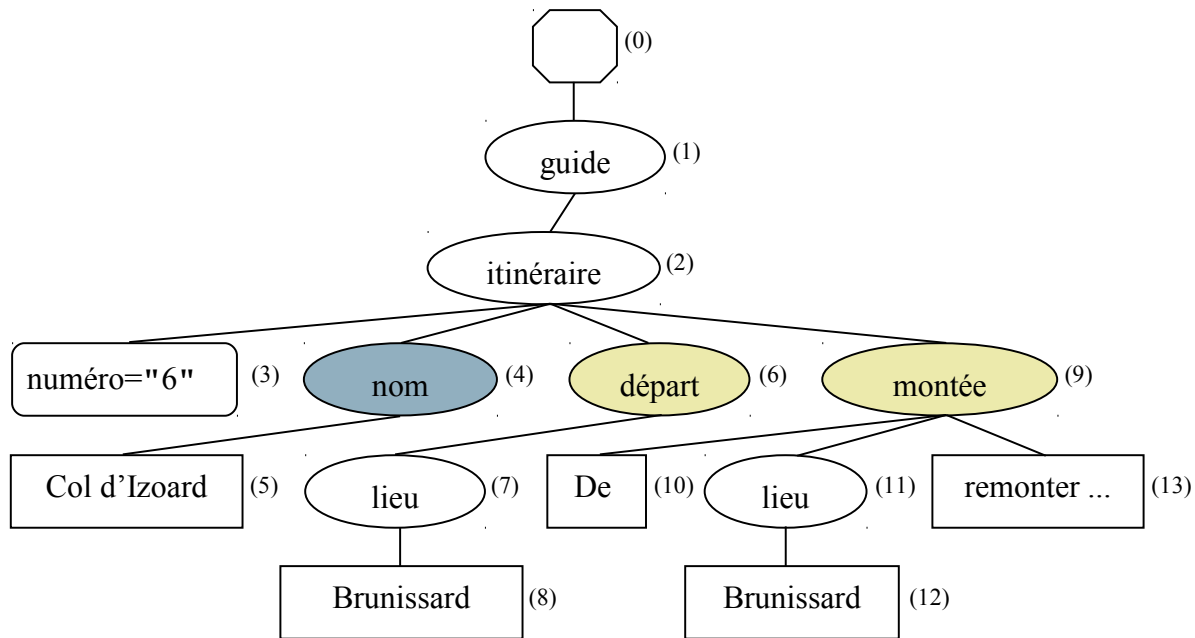 (0)
guide (1)
itinéraire (2)
numéro="6" (3) nom (4) départ (6) montée (9)
Col d’Izoard (5) lieu (7) De (10) lieu (11) remonter ... (13)
Brunissard (8) Brunissard (12)